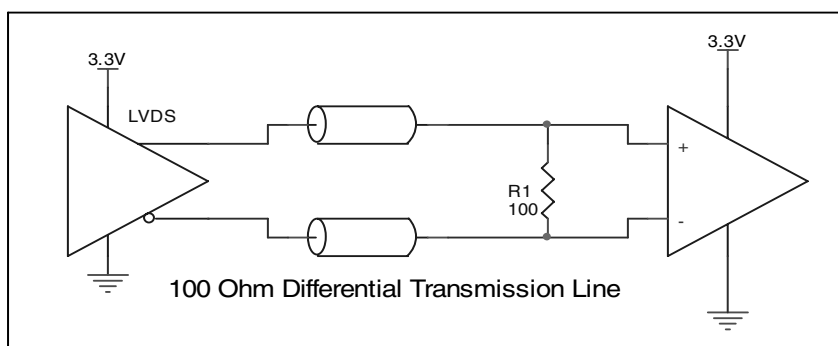 3.3V
3.3V
LVDS
+
R1
100
-
100 Ohm Differential Transmission Line